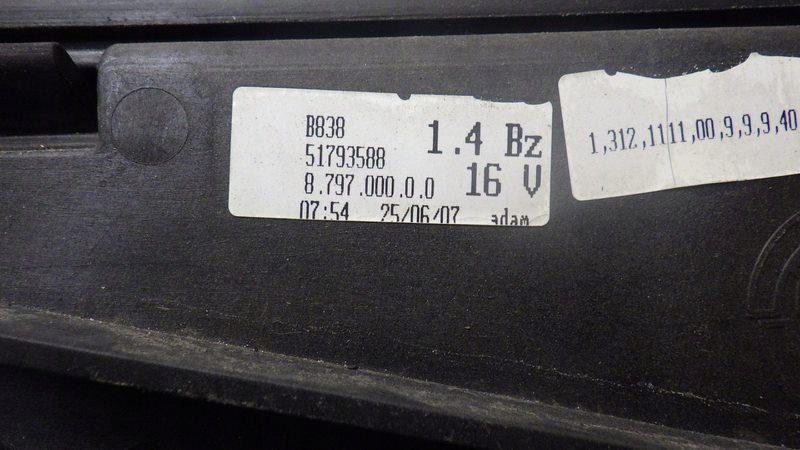 B838
51793588
8.797.000.0.0
07:54 25/06/07 adam
1.4 Bz
16 V
1,312,1111,00,9,9,9,40